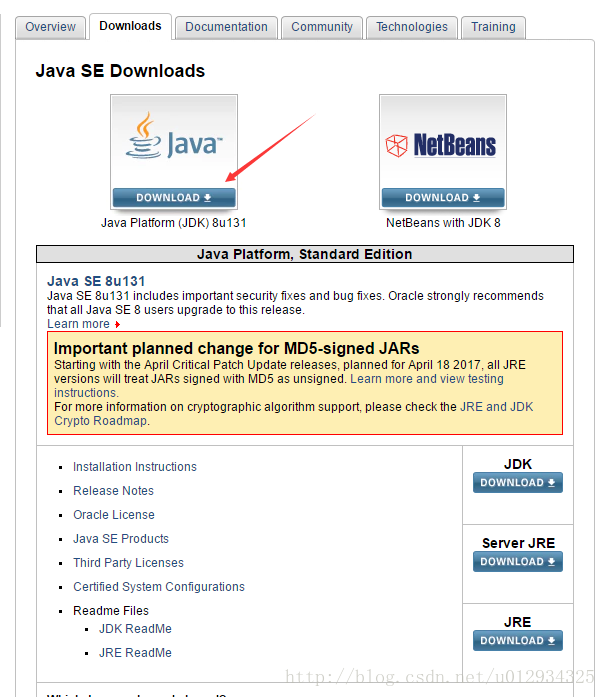 Overview
Downloads
Documentation
Community
Technologies
Training
Java SE Downloads
Java™
NetBeans
DOWNLOAD
DOWNLOAD
Java Platform (JDK) 8u131
NetBeans with JDK 8
Java Platform, Standard Edition
Java SE 8u131
Java SE 8u131 includes important security fixes and bug fixes. Oracle strongly recommends
that all Java SE 8 users upgrade to this release.
Learn more
Important planned change for MD5-signed JARs
Starting with the April Critical Patch Update releases, planned for April 18 2017, all JRE
versions will treat JARs signed with MD5 as unsigned. Learn more and view testing
instructions.
For more information on cryptographic algorithm support, please check the JRE and JDK
Crypto Roadmap.
Installation Instructions
Release Notes
Oracle License
Java SE Products
Third Party Licenses
Certified System Configurations
Readme Files
JDK ReadMe
JRE ReadMe
JDK
DOWNLOAD
Server JRE
DOWNLOAD
JRE
DOWNLOAD
http://blog.csdn.net/u012934325